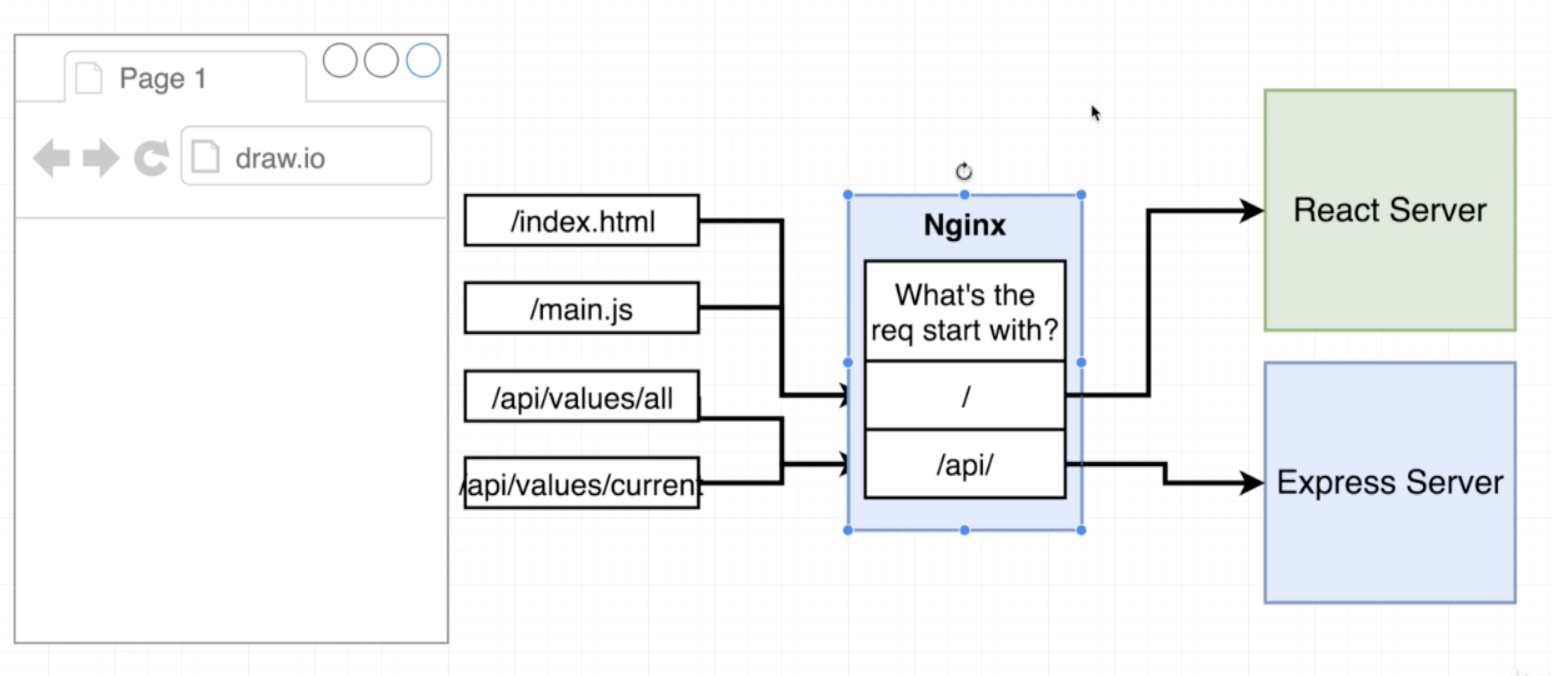 Page 1
draw.io
/index.html
/main.js
/api/values/all
/api/values/current
Nginx
What's the
req start with?
/
/api/
React Server
Express Server